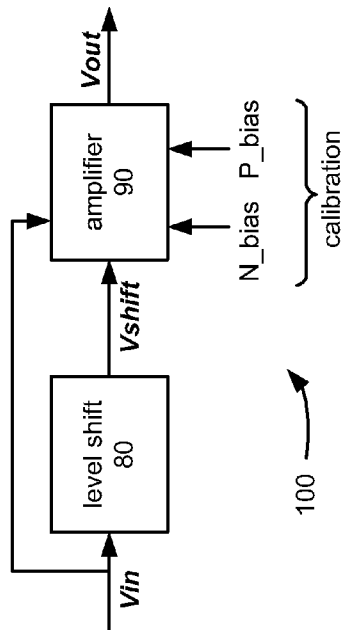 Vin
level shift
80
Vshift
amplifier
90
Vout
N_bias
P_bias
calibration
100